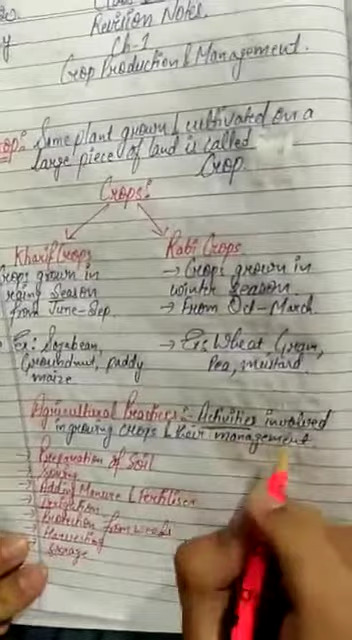 Revision Notes.
Ch-1
Crop Production & Management.
Crop: Same plant grown & cultivated on a
large piece of land is called
Crop.
Crops:
Kharif Crops
Crops grown in
rainy Season
from June-Sep.
Ex: Soyabean,
Groundnut, paddy
maize
Rabi Crops
→ Crops grown in
winter season
→ From Oct-March.
→ Ex: Wheat, Gram,
Pea, mustard.
Agricultural Practices:- Activities involved
in growing crops & their management
→ Preparation of Soil
→ Sowing
→ Adding Manure & Fertiliser
→ Irrigation
→ Protection from weeds
→ Harvesting
→ Storage